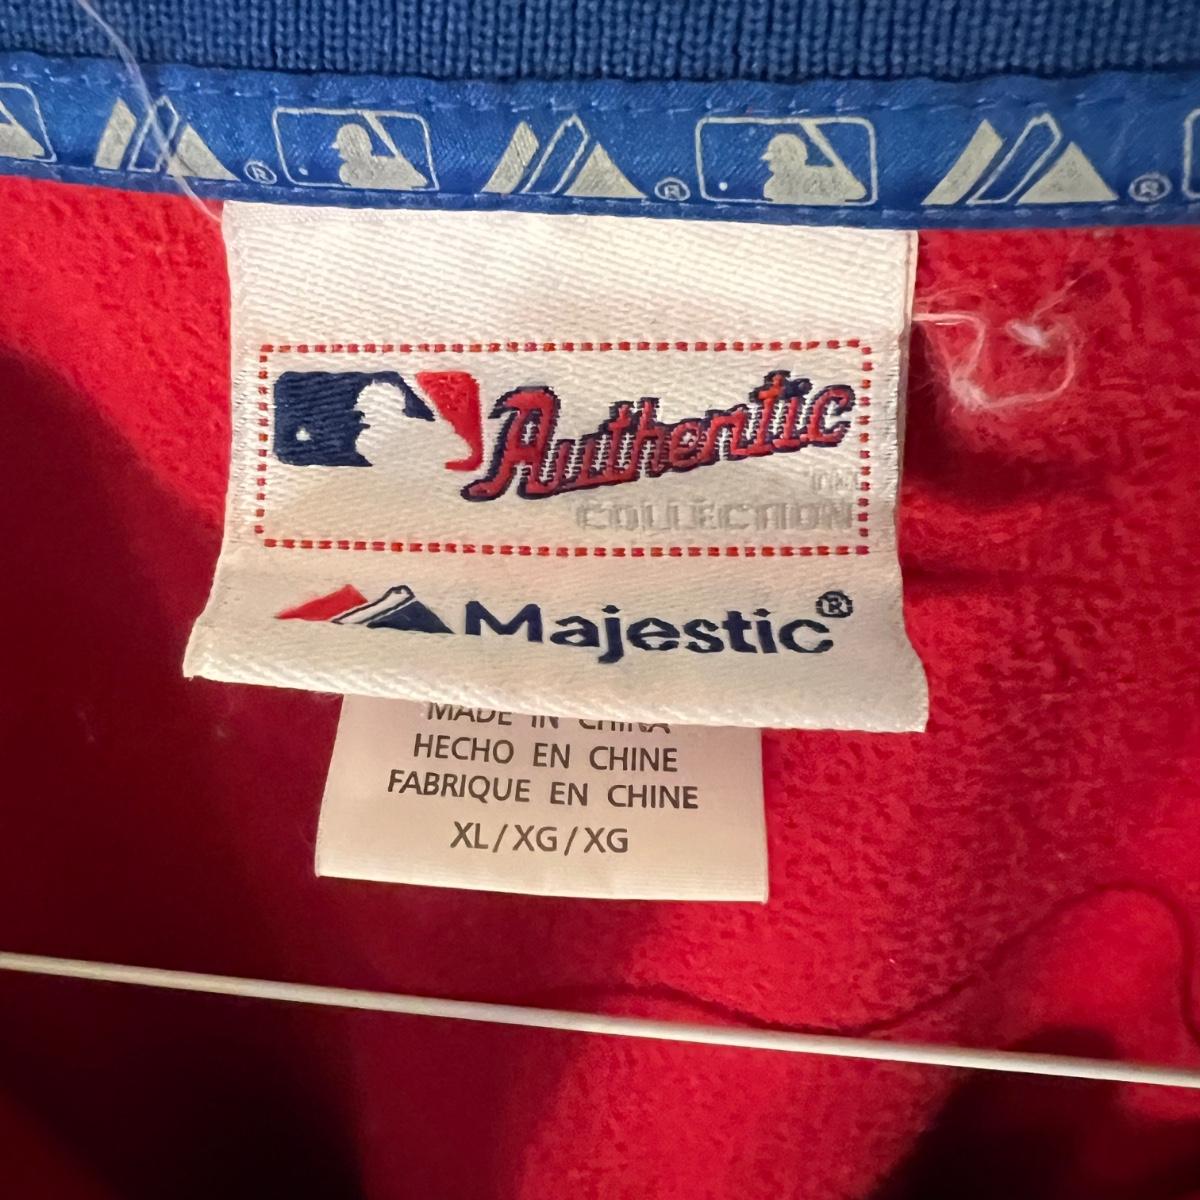 ® ® ®
Authentic
COLLECTION
Majestic®
MADE IN CHINA
HECHO EN CHINE
FABRIQUE EN CHINE
XL/XG/XG